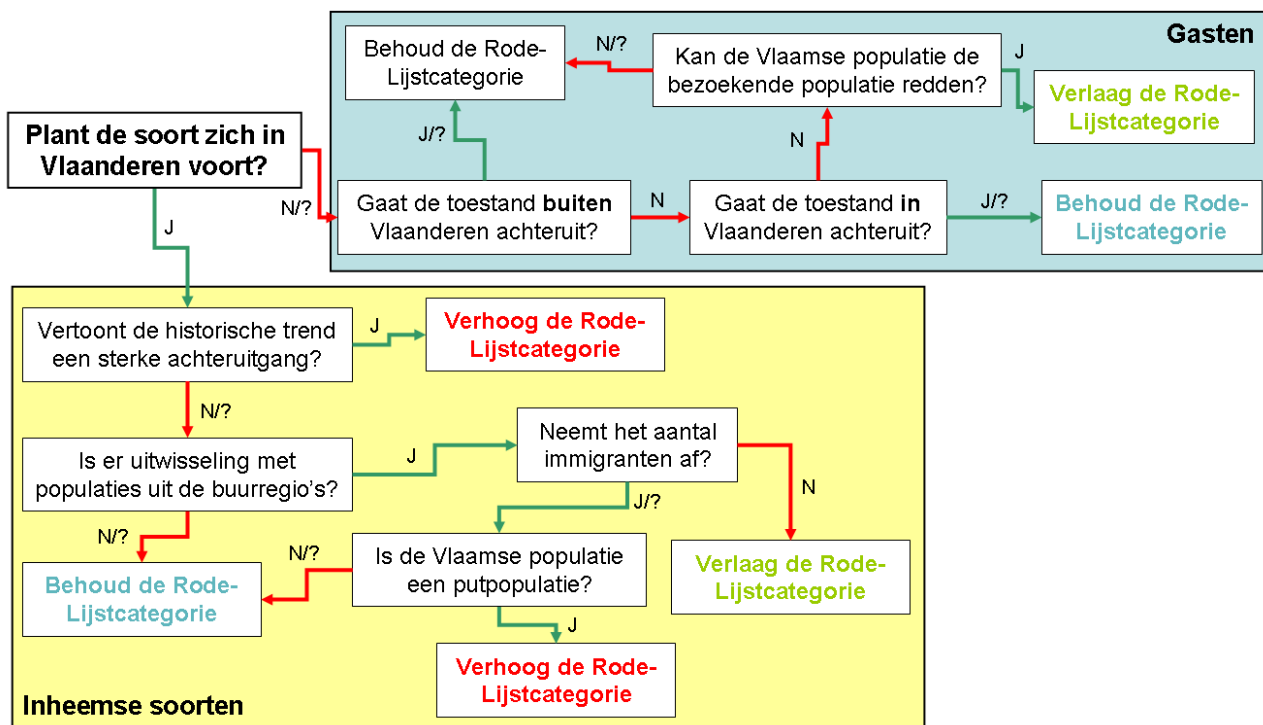 Gasten
Behoud de Rode-
Lijstcategorie
N/?
Kan de Vlaamse populatie de
bezoekende populatie redden?
J
Verlaag de Rode-
Lijstcategorie
Plant de soort zich in
Vlaanderen voort?
J/?
N
N/?
Gaat de toestand buiten
Vlaanderen achteruit?
N
Gaat de toestand in
Vlaanderen achteruit?
J/?
Behoud de Rode-
Lijstcategorie
J
Vertoont de historische trend
een sterke achteruitgang?
J
Verhoog de Rode-
Lijstcategorie
N/?
Is er uitwisseling met
populaties uit de buurregio's?
J
Neemt het aantal
immigranten af?
N
J/?
N/?
Is de Vlaamse populatie
een putpopulatie?
N/?
Behoud de Rode-
Lijstcategorie
Verlaag de Rode-
Lijstcategorie
J
Verhoog de Rode-
Lijstcategorie
Inheemse soorten